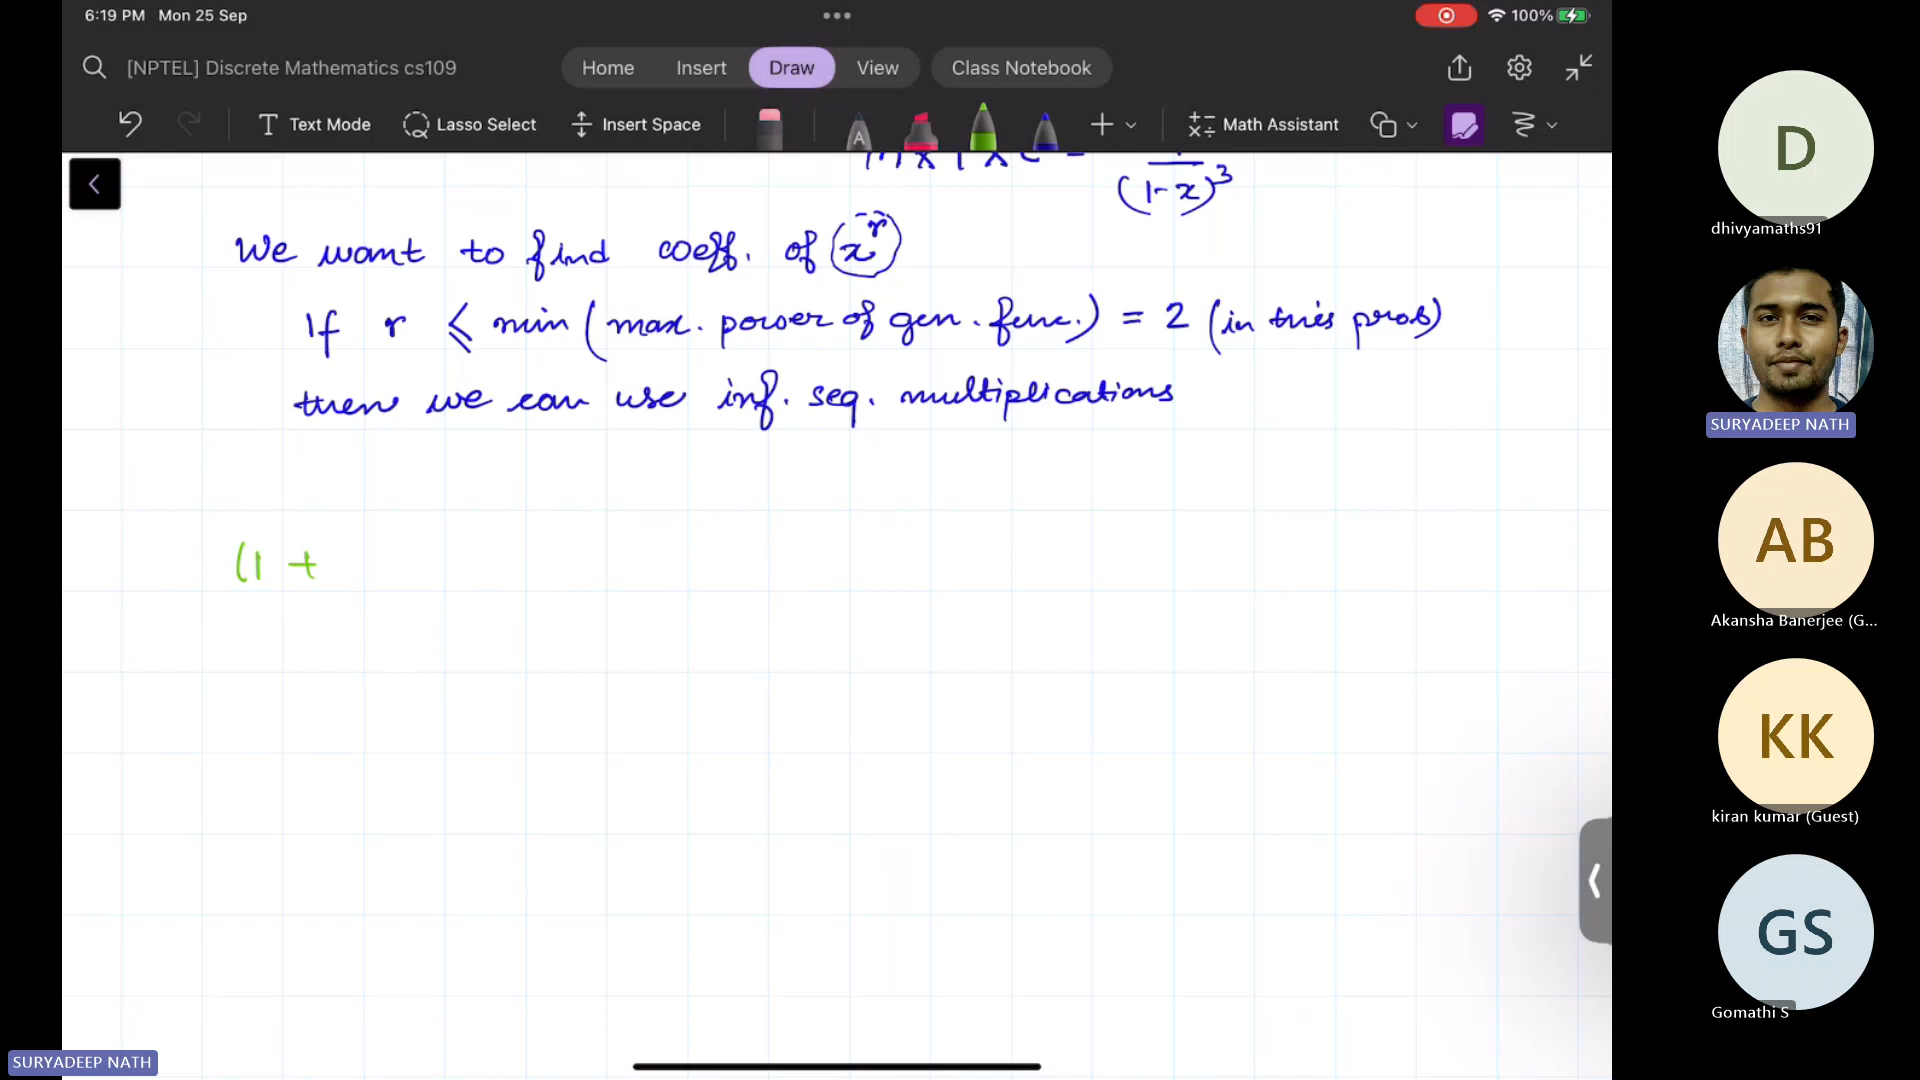 6:19 PM Mon 25 Sep
100%
[NPTEL] Discrete Mathematics cs109
Home Insert Draw View Class Notebook
Text Mode Lasso Select Insert Space Math Assistant
(1-x)^3
We want to find coeff. of x^r
If r ≤ min (max. power of gen. func.) = 2 (in this prob)
then we can use inf. seq. multiplications
(1 +
D
dhivyamaths91
SURYADEEP NATH
AB
Akansha Banerjee (G...
KK
kiran kumar (Guest)
GS
Gomathi S
SURYADEEP NATH